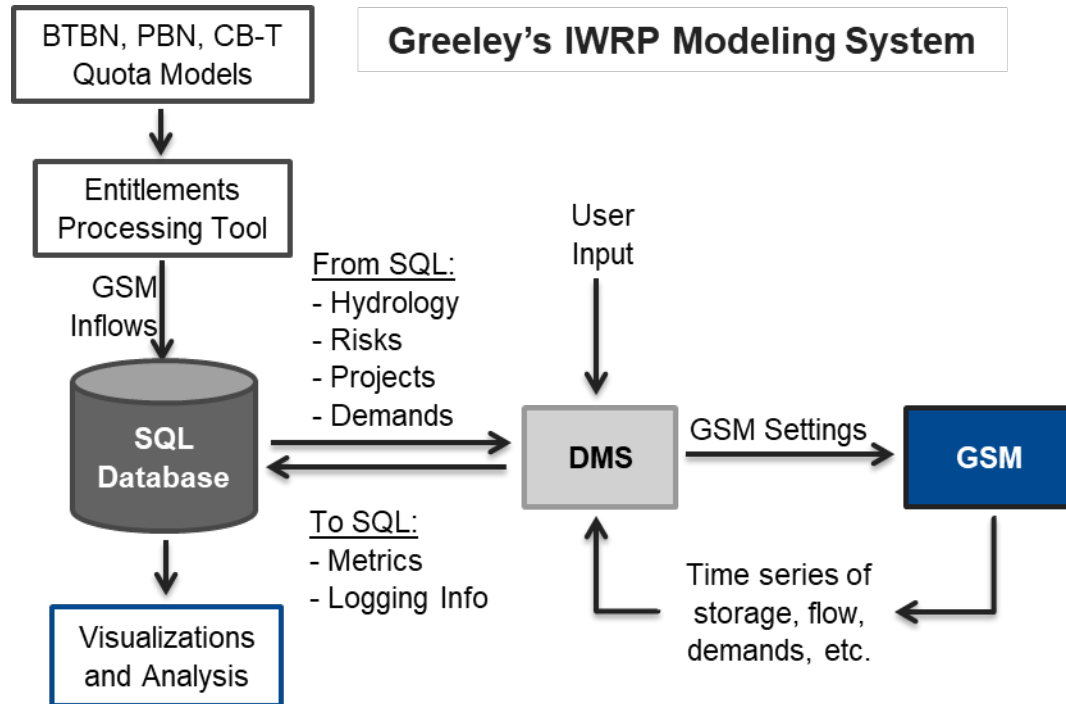 BTBN, PBN, CB-T
Quota Models
Greeley's IWRP Modeling System
Entitlements
Processing Tool
GSM
Inflows
From SQL:
- Hydrology
- Risks
- Projects
- Demands
User
Input
SQL
Database
DMS
GSM Settings
GSM
To SQL:
- Metrics
- Logging Info
Time series of
storage, flow,
demands, etc.
Visualizations
and Analysis